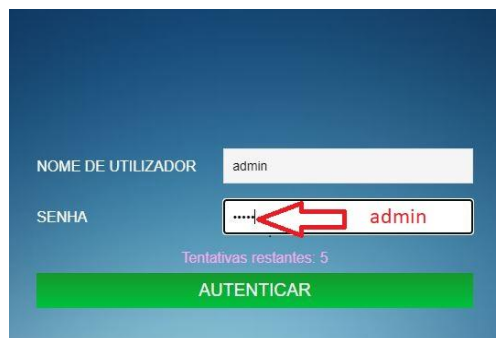 NOME DE UTILIZADOR admin
SENHA ..... admin
Tentativas restantes: 5
AUTENTICAR